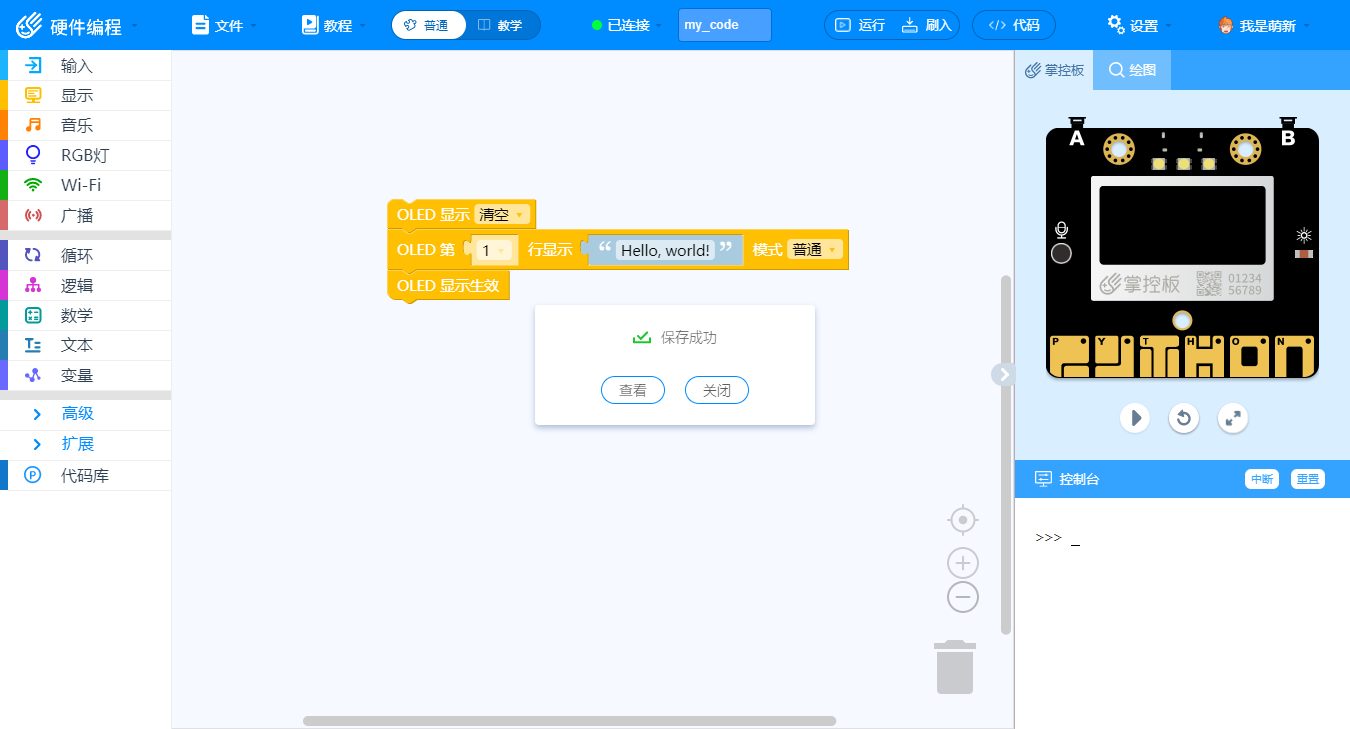 硬件编程 文件 教程 普通 教学 已连接 my_code 运行 刷入 </> 代码 设置 我是萌新
输入
显示
音乐
RGB灯
Wi-Fi
广播
循环
逻辑
数学
文本
变量
高级
扩展
P 代码库
OLED 显示 清空
OLED 第 1 行显示 “ Hello, world! ” 模式 普通
OLED 显示生效
保存成功
查看 关闭
掌控板 绘图
A B
掌控板 01234
56789
P Y T H O N
控制台 中断 重置
>>> _